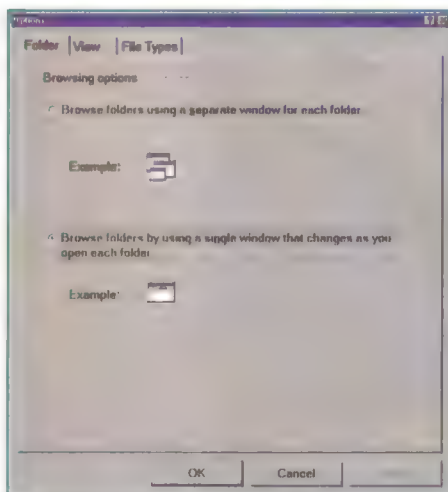 Options
Folder View File Types
Browsing options
Browse folders using a separate window for each folder
Example:
Browse folders by using a single window that changes as you
open each folder
Example:
OK Cancel